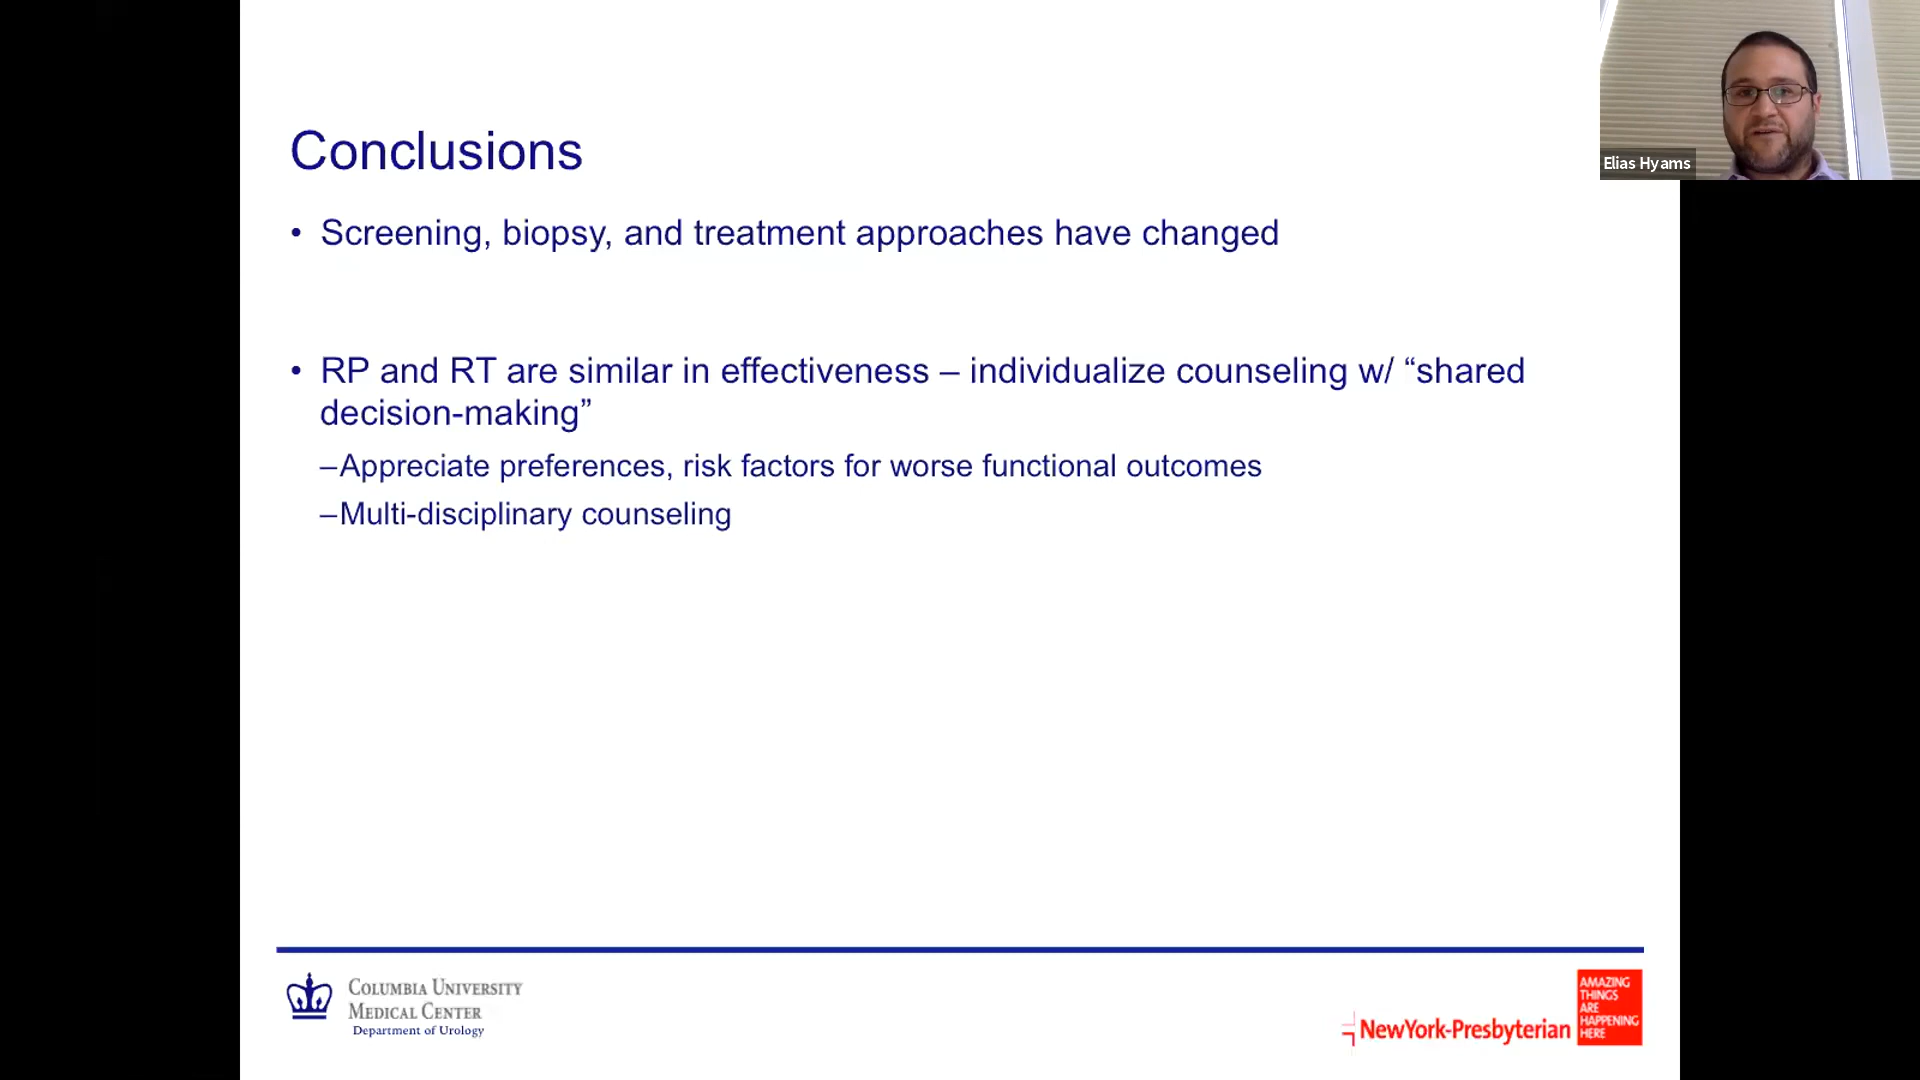 Conclusions
• Screening, biopsy, and treatment approaches have changed
• RP and RT are similar in effectiveness – individualize counseling w/ “shared
decision-making”
–Appreciate preferences, risk factors for worse functional outcomes
–Multi-disciplinary counseling
Elias Hyams
COLUMBIA UNIVERSITY
MEDICAL CENTER
Department of Urology
NewYork-Presbyterian
AMAZING
THINGS
ARE
HAPPENING
HERE